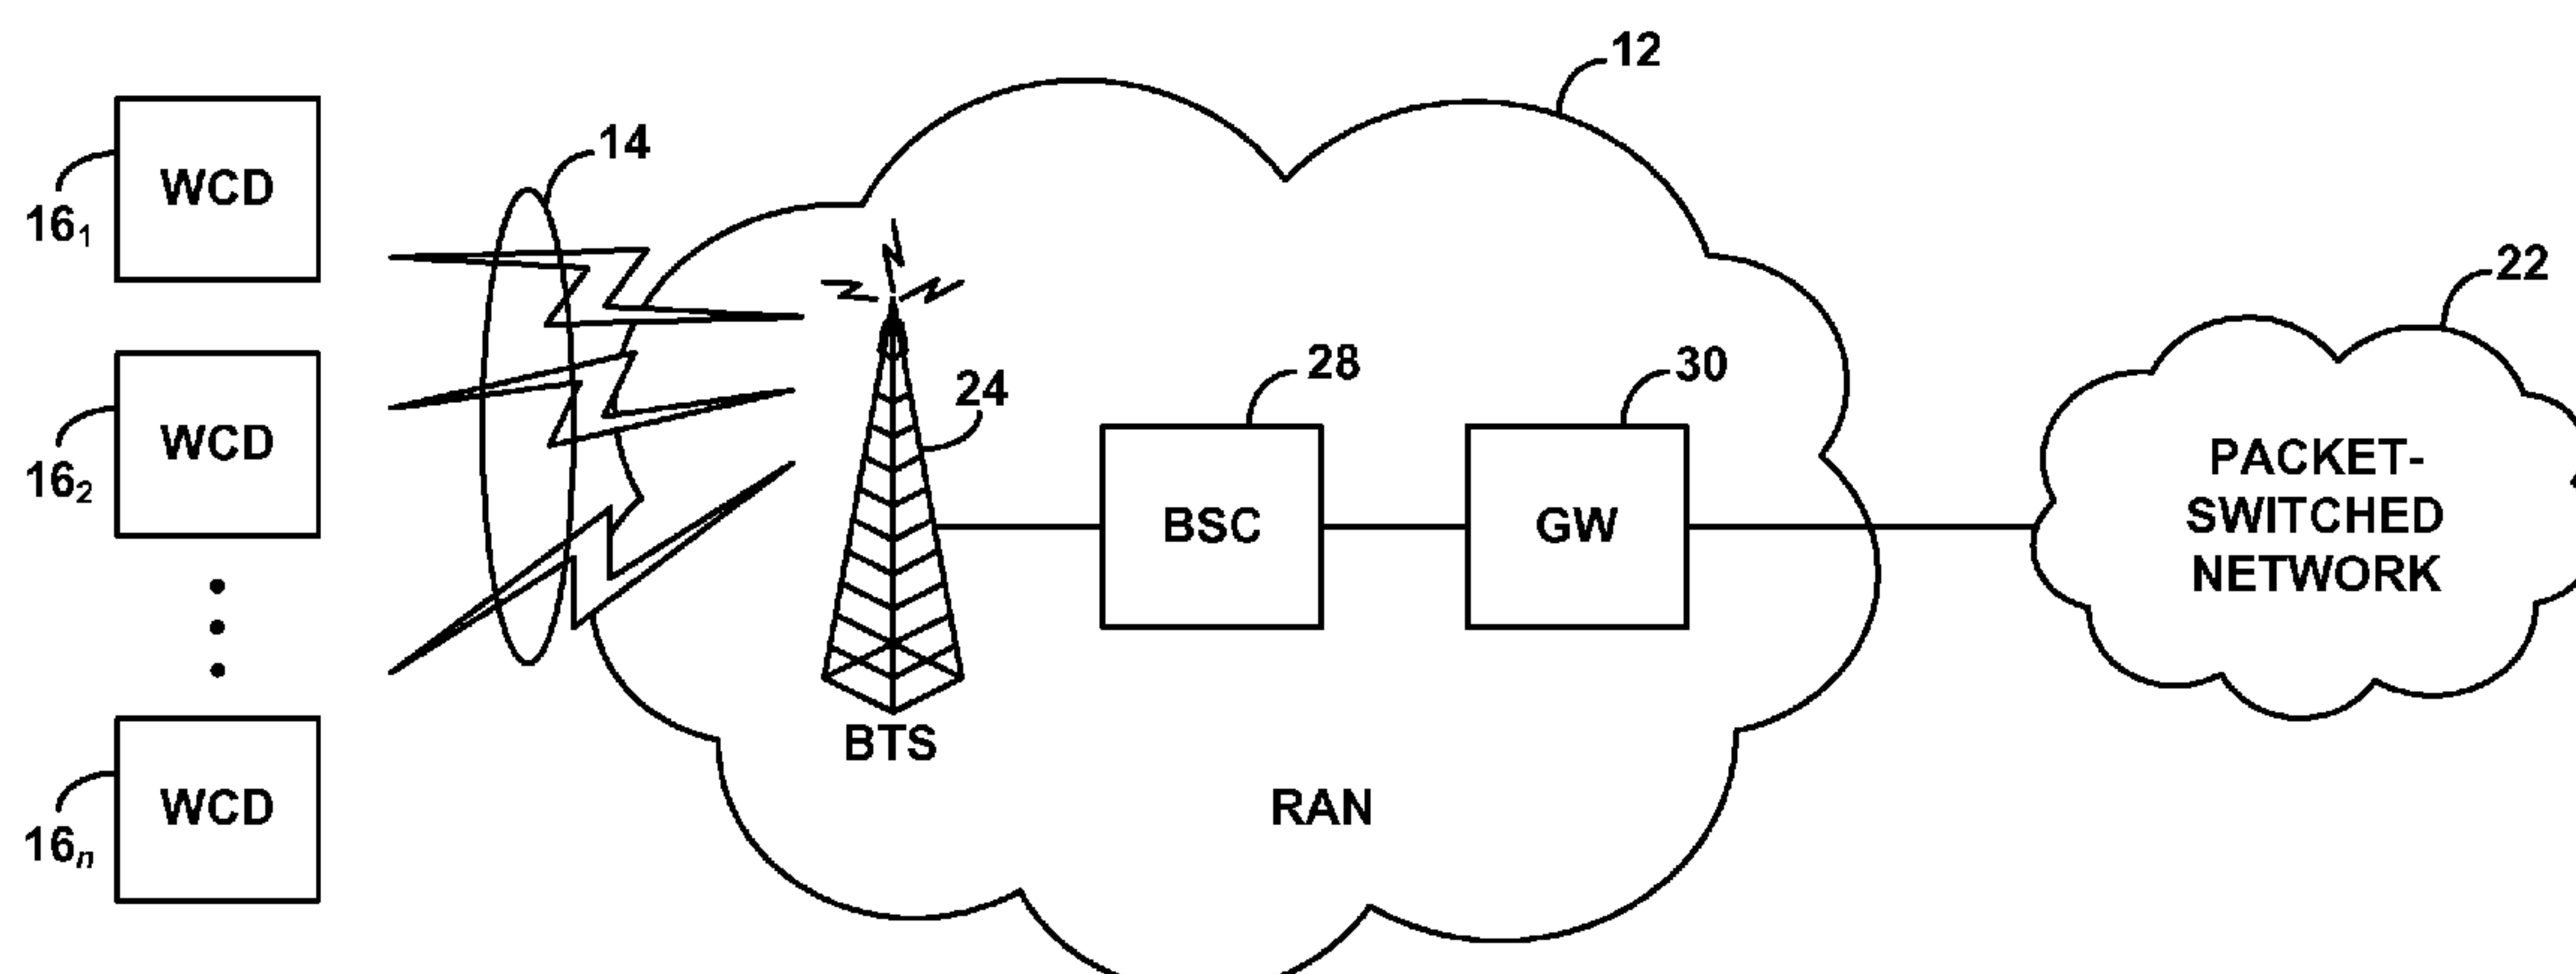 12
14
WCD
16₁
22
24
28
30
WCD
16₂
BSC
GW
PACKET-
SWITCHED
NETWORK
BTS
WCD
16ₙ
RAN